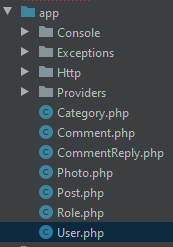 app
Console
Exceptions
Http
Providers
Category.php
Comment.php
CommentReply.php
Photo.php
Post.php
Role.php
User.php